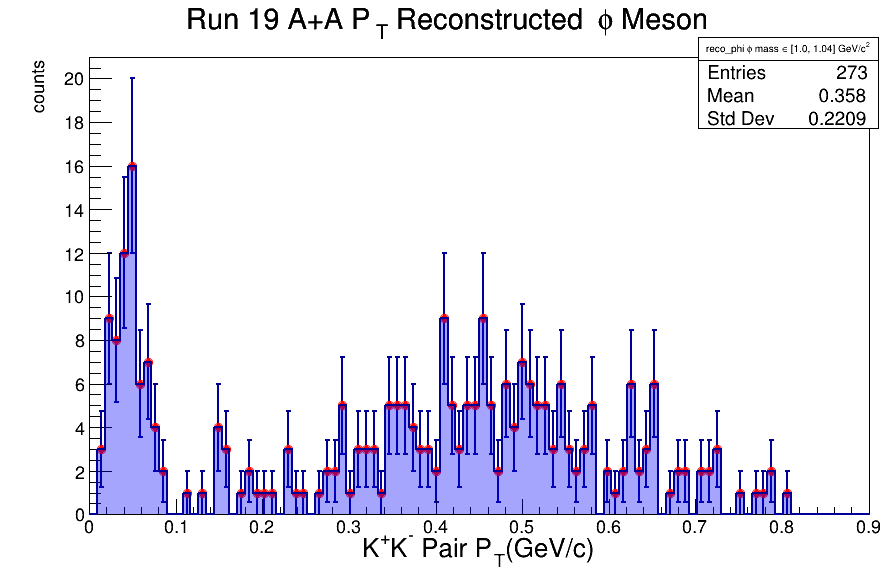 Run 19 A+A P_T Reconstructed ϕ Meson
reco_phi ϕ mass ∈ [1.0, 1.04] GeV/c²
Entries 273
Mean 0.358
Std Dev 0.2209
counts
20
18
16
14
12
10
8
6
4
2
0
0 0.1 0.2 0.3 0.4 0.5 0.6 0.7 0.8 0.9
K⁺K⁻ Pair P_T(GeV/c)